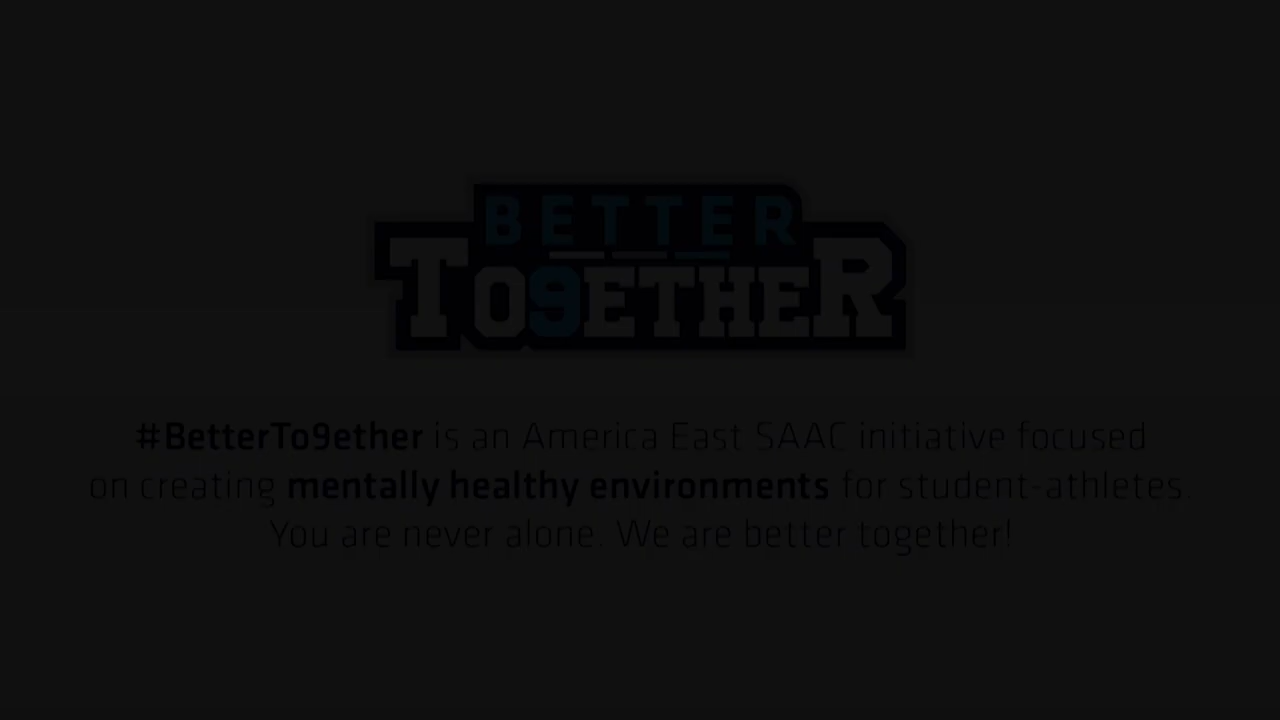 BETTER
To9ETHER
#BetterTo9ether is an America East SAAC initiative focused
on creating mentally healthy environments for student-athletes.
You are never alone. We are better together!